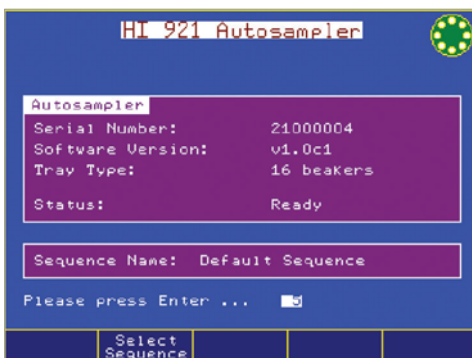 HI 921 Autosampler
Autosampler
Serial Number: 21000004
Software Version: v1.0c1
Tray Type: 16 beakers
Status: Ready
Sequence Name: Default Sequence
Please press Enter ... 5
Select
Sequence